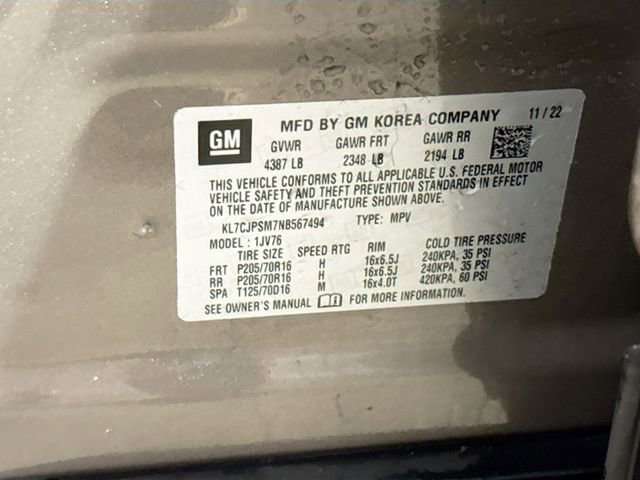 GM
MFD BY GM KOREA COMPANY 11/22
GVWR GAWR FRT GAWR RR
4387 LB 2348 LB 2194 LB
THIS VEHICLE CONFORMS TO ALL APPLICABLE U.S. FEDERAL MOTOR
VEHICLE SAFETY AND THEFT PREVENTION STANDARDS IN EFFECT
ON THE DATE OF MANUFACTURE SHOWN ABOVE.
KL7CJPSM7NB567494 TYPE: MPV
MODEL: 1JV76
TIRE SIZE SPEED RTG RIM COLD TIRE PRESSURE
FRT P205/70R16 H 16x6.5J 240KPA, 35 PSI
RR P205/70R16 H 16x6.5J 240KPA, 35 PSI
SPA T125/70D16 M 16x4.0T 420KPA, 60 PSI
SEE OWNER'S MANUAL FOR MORE INFORMATION.